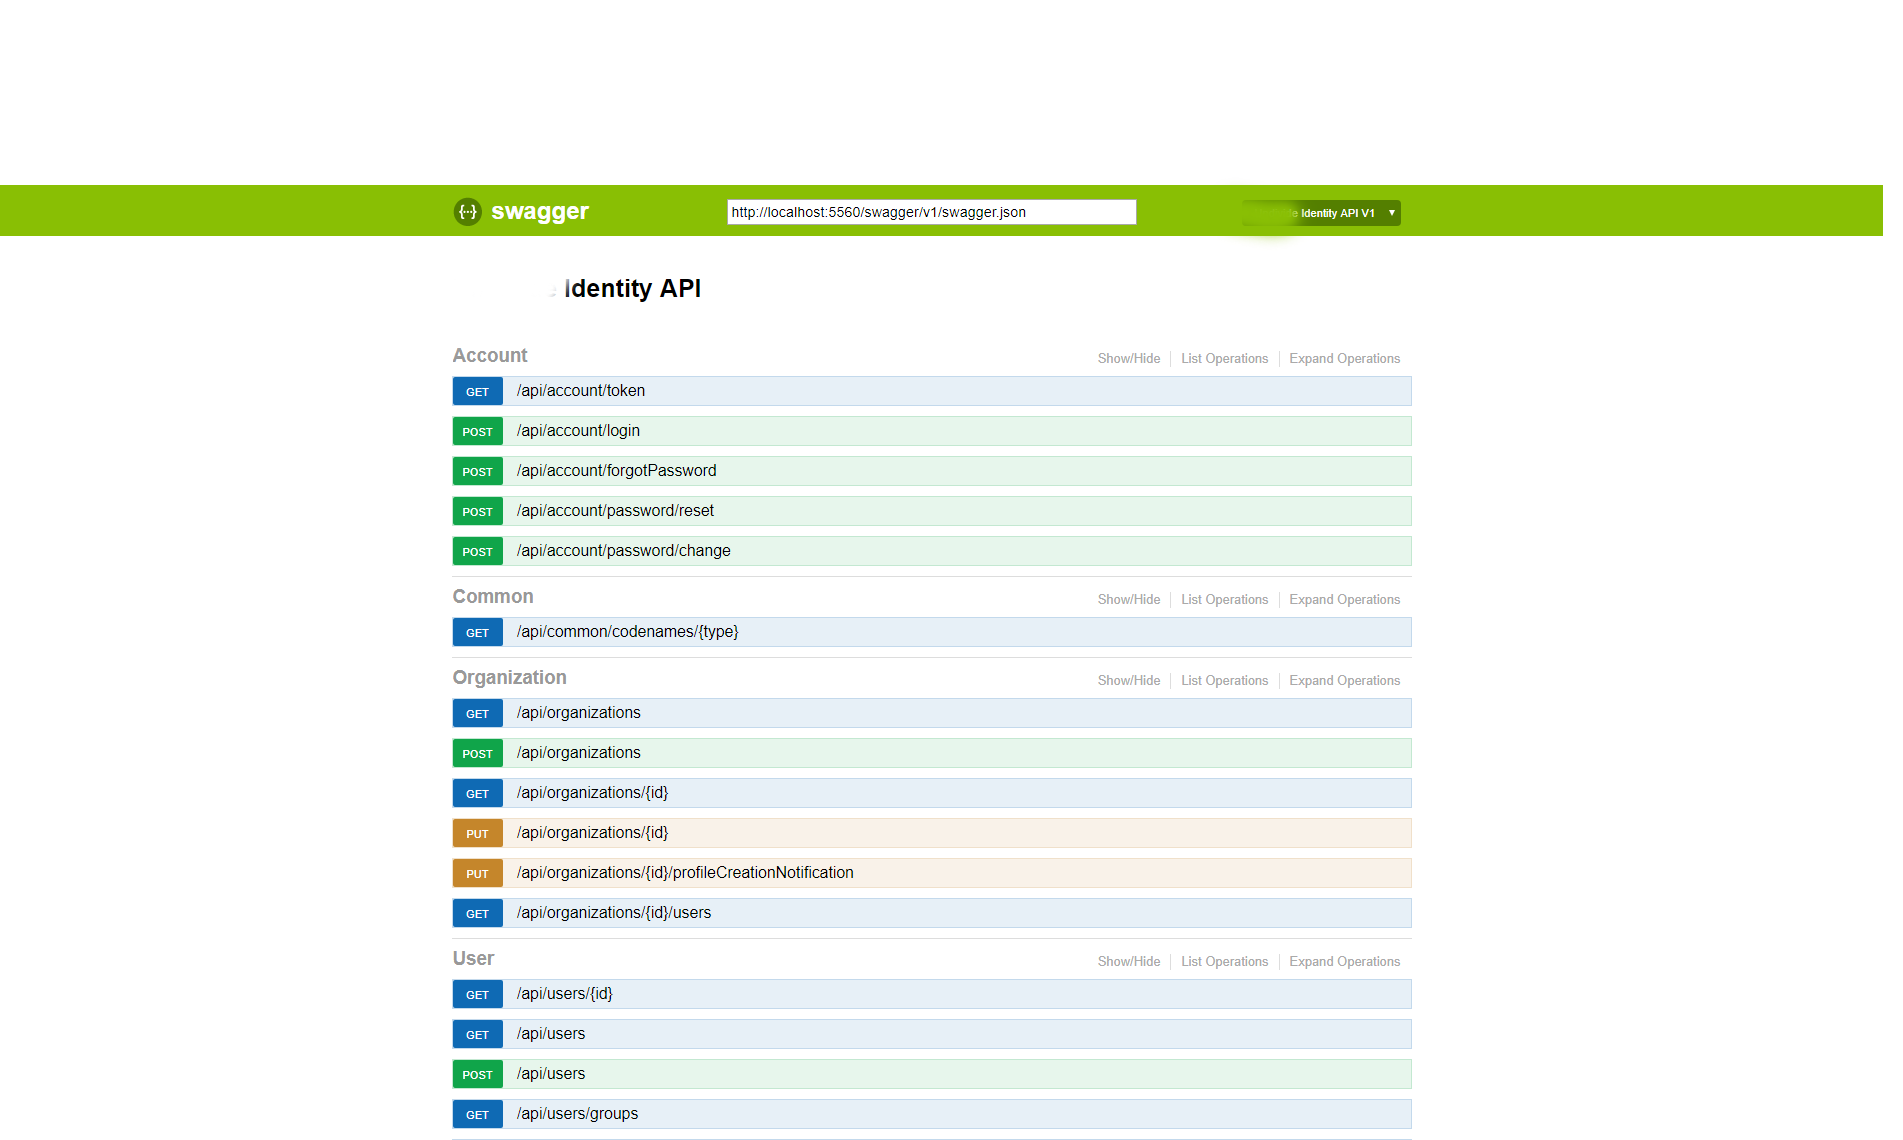 {··} swagger http://localhost:5560/swagger/v1/swagger.json Identity API V1 ▼
Identity API
Account Show/Hide List Operations Expand Operations
GET /api/account/token
POST /api/account/login
POST /api/account/forgotPassword
POST /api/account/password/reset
POST /api/account/password/change
Common Show/Hide List Operations Expand Operations
GET /api/common/codenames/{type}
Organization Show/Hide List Operations Expand Operations
GET /api/organizations
POST /api/organizations
GET /api/organizations/{id}
PUT /api/organizations/{id}
PUT /api/organizations/{id}/profileCreationNotification
GET /api/organizations/{id}/users
User Show/Hide List Operations Expand Operations
GET /api/users/{id}
GET /api/users
POST /api/users
GET /api/users/groups